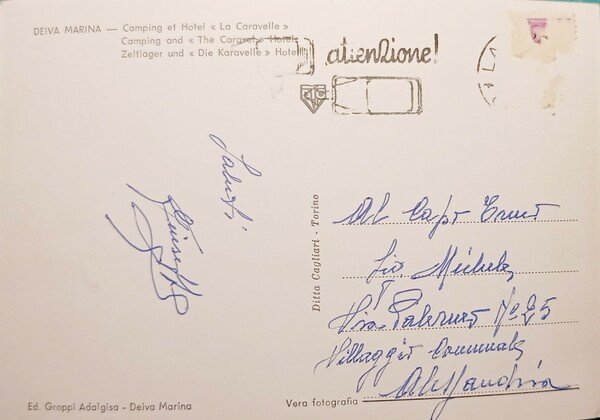 DEIVA MARINA — Camping et Hotel « La Caravelle »
Camping and « The Caravel » Hotel
Zeltlager und « Die Karavelle » Hotel
attenzione!
Saluti
Ditta Cagliari - Torino
Al Capo
Michele
Via Palermo N° 25
Villaggio Comunale
Alessandria
Ed. Groppi Adalgisa - Deiva Marina
Vera fotografia